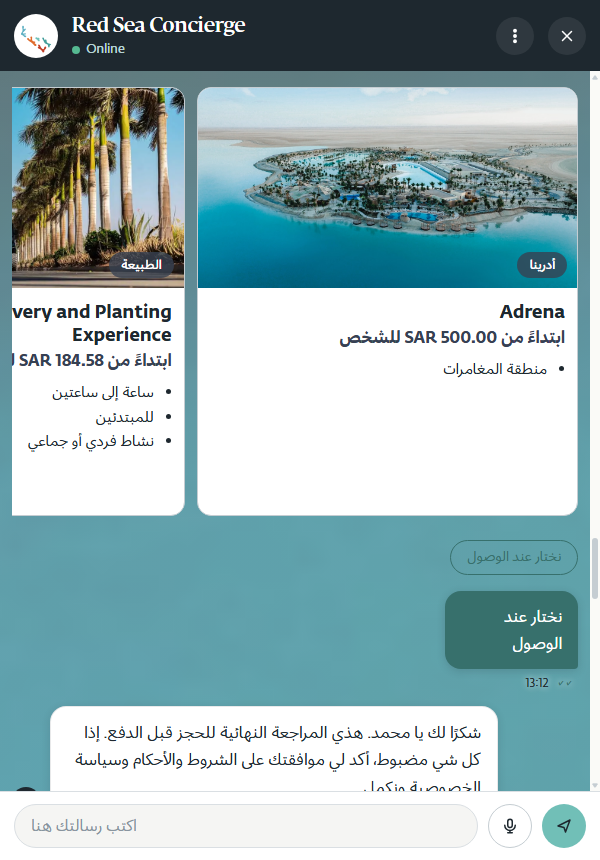 Red Sea Concierge
Online
أدرينا
Adrena
ابتداءً من SAR 500.00 للشخص
منطقة المغامرات
الطبيعة
very and Planting
Experience
ابتداءً من SAR 184.58
ساعة إلى ساعتين
للمبتدئين
نشاط فردي أو جماعي
نختار عند الوصول
نختار عند
الوصول
13:12
شكرًا لك يا محمد. هذي المراجعة النهائية للحجز قبل الدفع. إذا
كل شي مضبوط، أكد لي موافقتك على الشروط والأحكام وسياسة
الخصوصية ونكمل.
اكتب رسالتك هنا